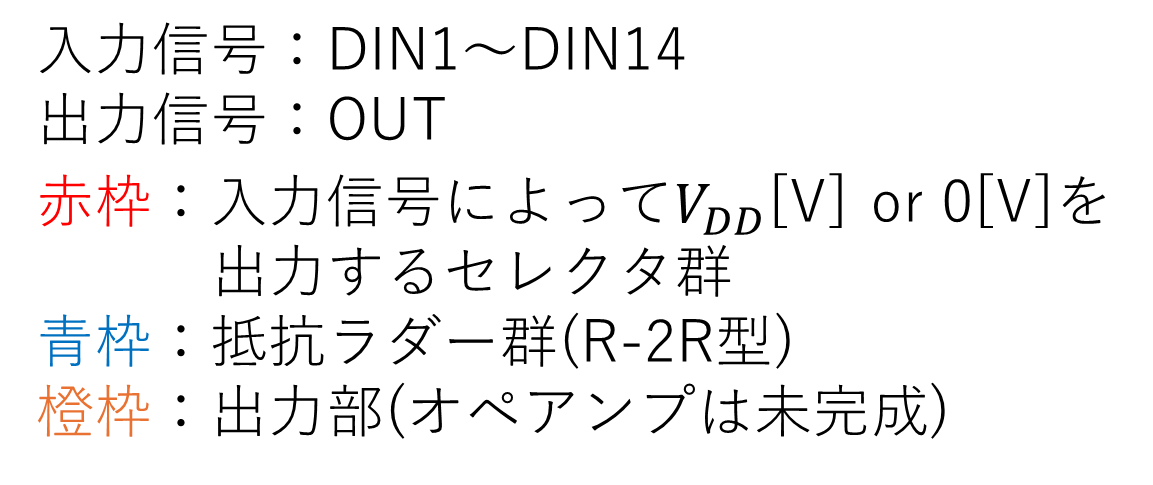 入力信号：DIN1～DIN14
出力信号：OUT
赤枠：入力信号によってV_DD[V] or 0[V]を
出力するセレクタ群
青枠：抵抗ラダー群(R-2R型)
橙枠：出力部(オペアンプは未完成)